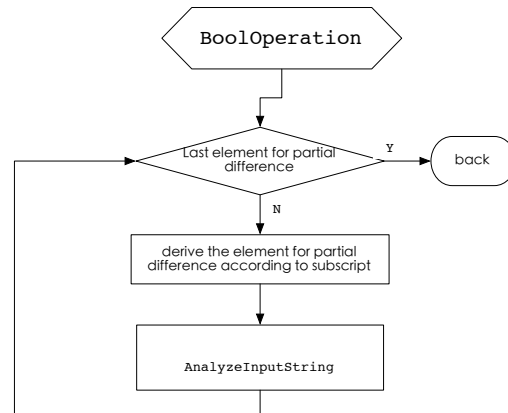 BoolOperation
Last element for partial
difference
Y
back
N
derive the element for partial
difference according to subscript
AnalyzeInputString